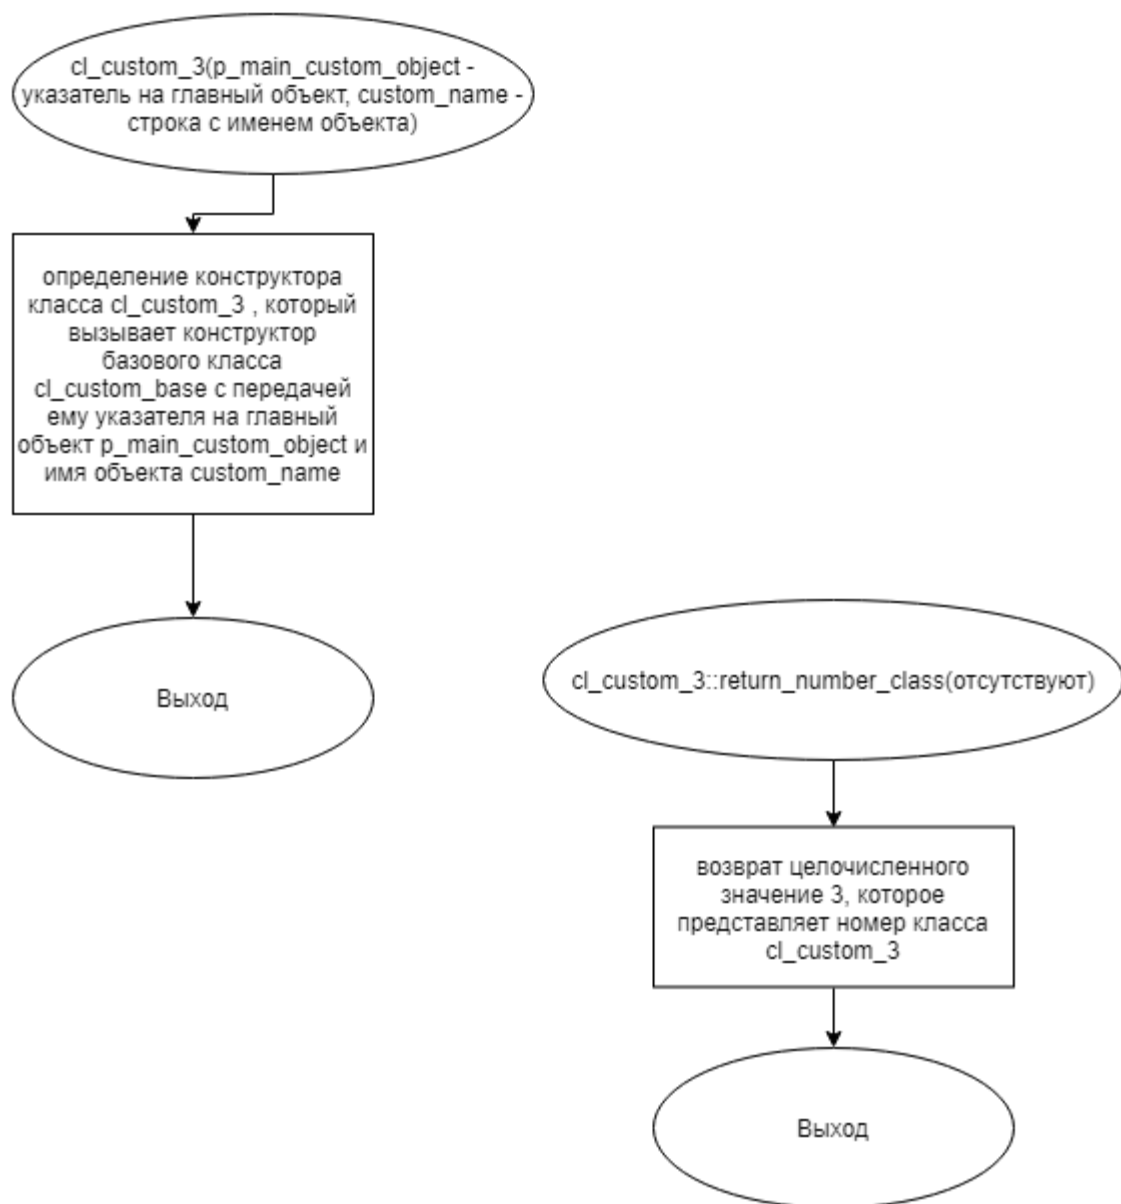 cl_custom_3(p_main_custom_object -
указатель на главный объект, custom_name -
строка с именем объекта)
определение конструктора
класса cl_custom_3 , который
вызывает конструктор
базового класса
cl_custom_base с передачей
ему указателя на главный
объект p_main_custom_object и
имя объекта custom_name
Выход
cl_custom_3::return_number_class(отсутствуют)
возврат целочисленного
значение 3, которое
представляет номер класса
cl_custom_3
Выход